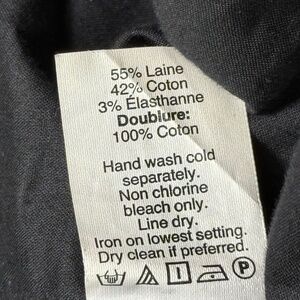 55% Laine
42% Coton
3% Élasthanne
Doublure:
100% Coton
Hand wash cold
separately.
Non chlorine
bleach only.
Line dry.
Iron on lowest setting.
Dry clean if preferred.
P